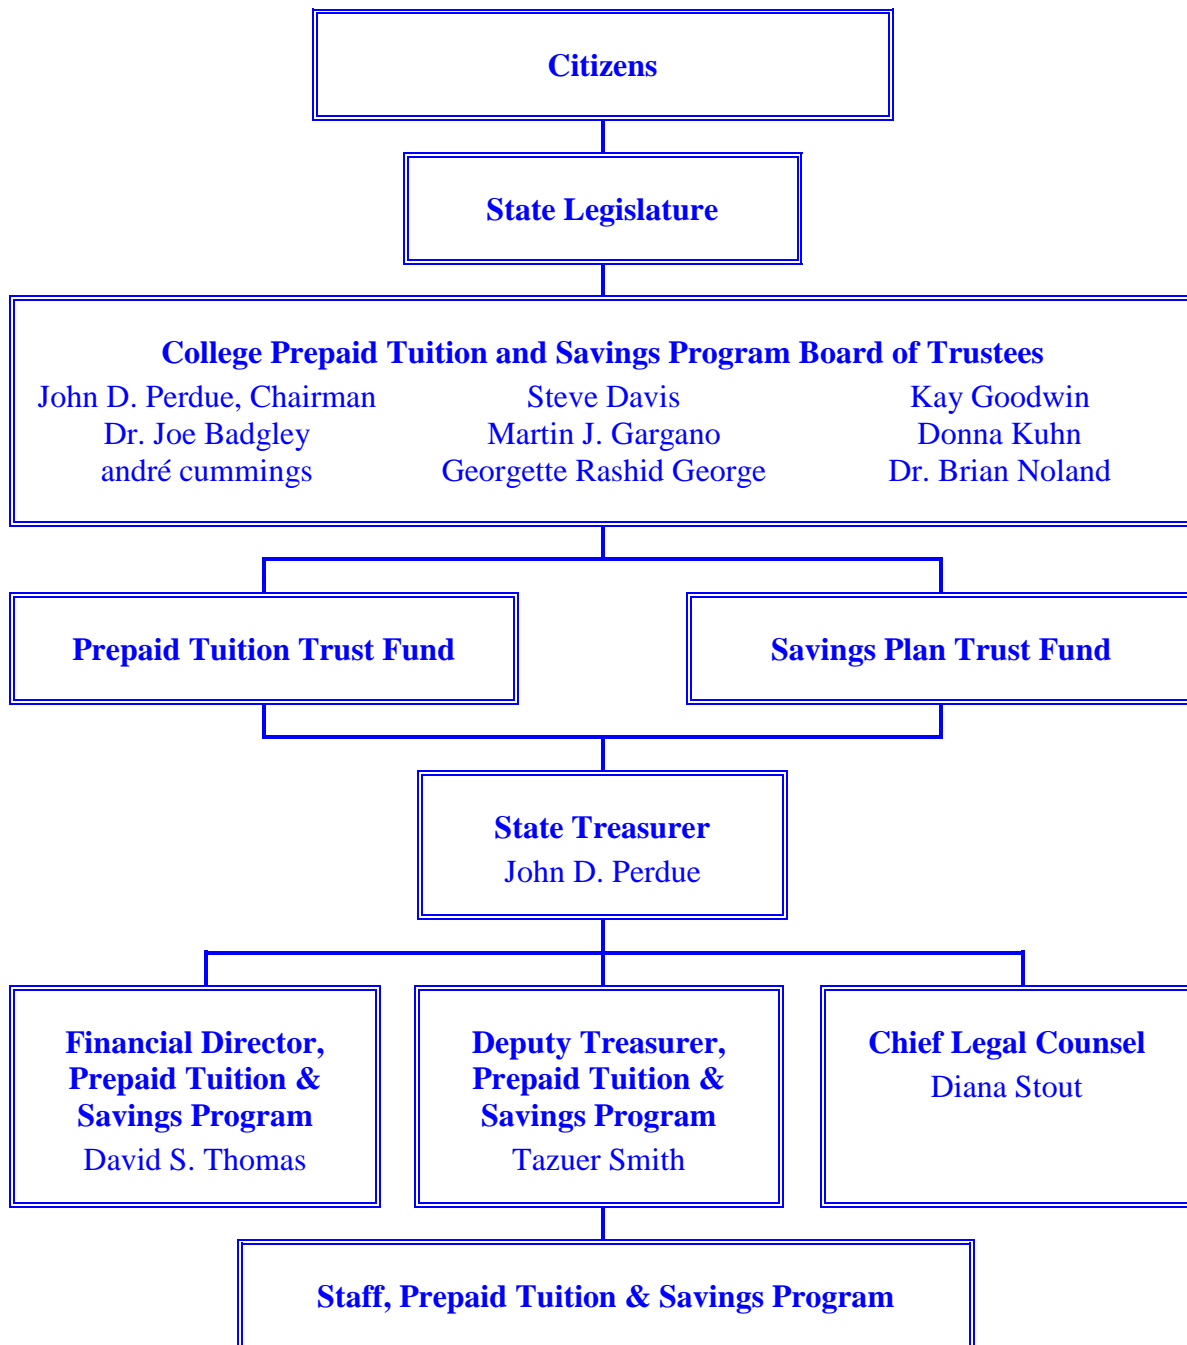 Citizens
State Legislature
College Prepaid Tuition and Savings Program Board of Trustees
John D. Perdue, Chairman Steve Davis Kay Goodwin
Dr. Joe Badgley Martin J. Gargano Donna Kuhn
andré cummings Georgette Rashid George Dr. Brian Noland
Prepaid Tuition Trust Fund
Savings Plan Trust Fund
State Treasurer
John D. Perdue
Financial Director,
Prepaid Tuition &
Savings Program
David S. Thomas
Deputy Treasurer,
Prepaid Tuition &
Savings Program
Tazuer Smith
Chief Legal Counsel
Diana Stout
Staff, Prepaid Tuition & Savings Program